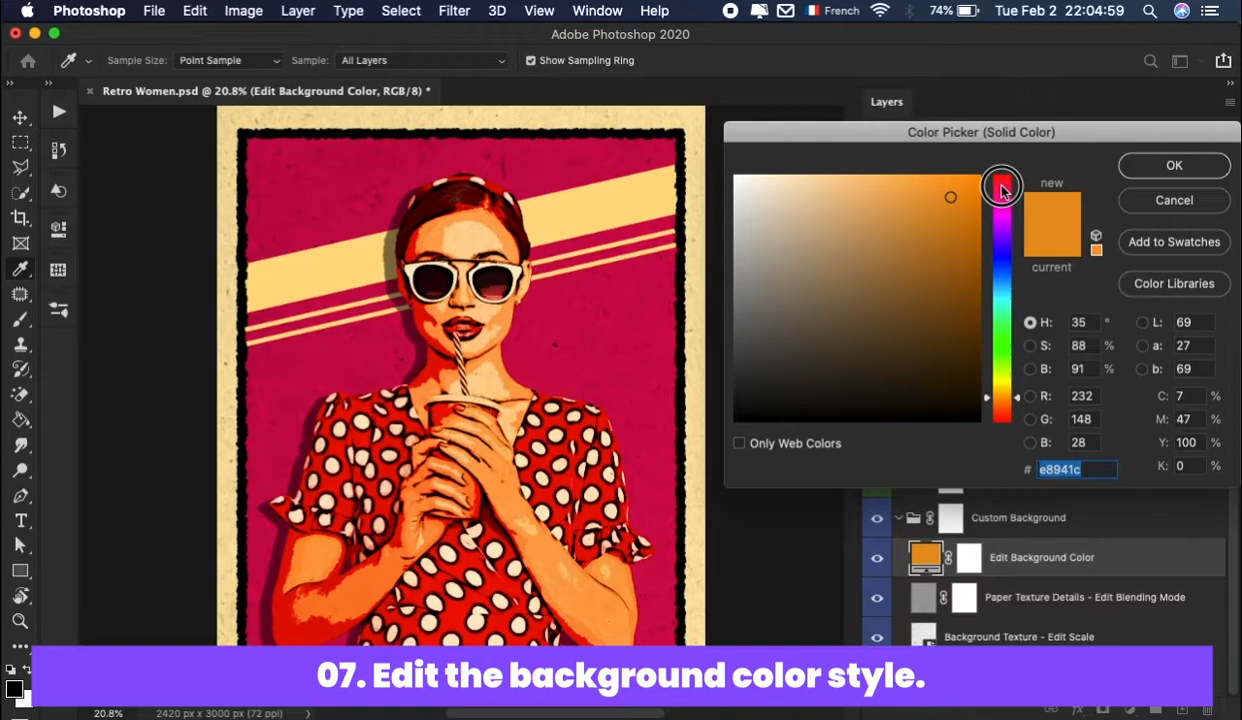 Photoshop File Edit Image Layer Type Select Filter 3D View Window Help French 74% Tue Feb 2 22:04:59
Adobe Photoshop 2020
Sample Size: Point Sample Sample: All Layers Show Sampling Ring
Retro Women.psd @ 20.8% (Edit Background Color, RGB/8) *
Layers
Color Picker (Solid Color)
new
current
OK
Cancel
Add to Swatches
Color Libraries
H: 35 ° L: 69
S: 88 % a: 27
B: 91 % b: 69
R: 232 C: 7 %
G: 148 M: 47 %
B: 28 Y: 100 %
# e8941c K: 0 %
Only Web Colors
Custom Background
Edit Background Color
Paper Texture Details - Edit Blending Mode
Background Texture - Edit Scale
07. Edit the background color style.
20.8% 2420 px x 3000 px (72 ppi)